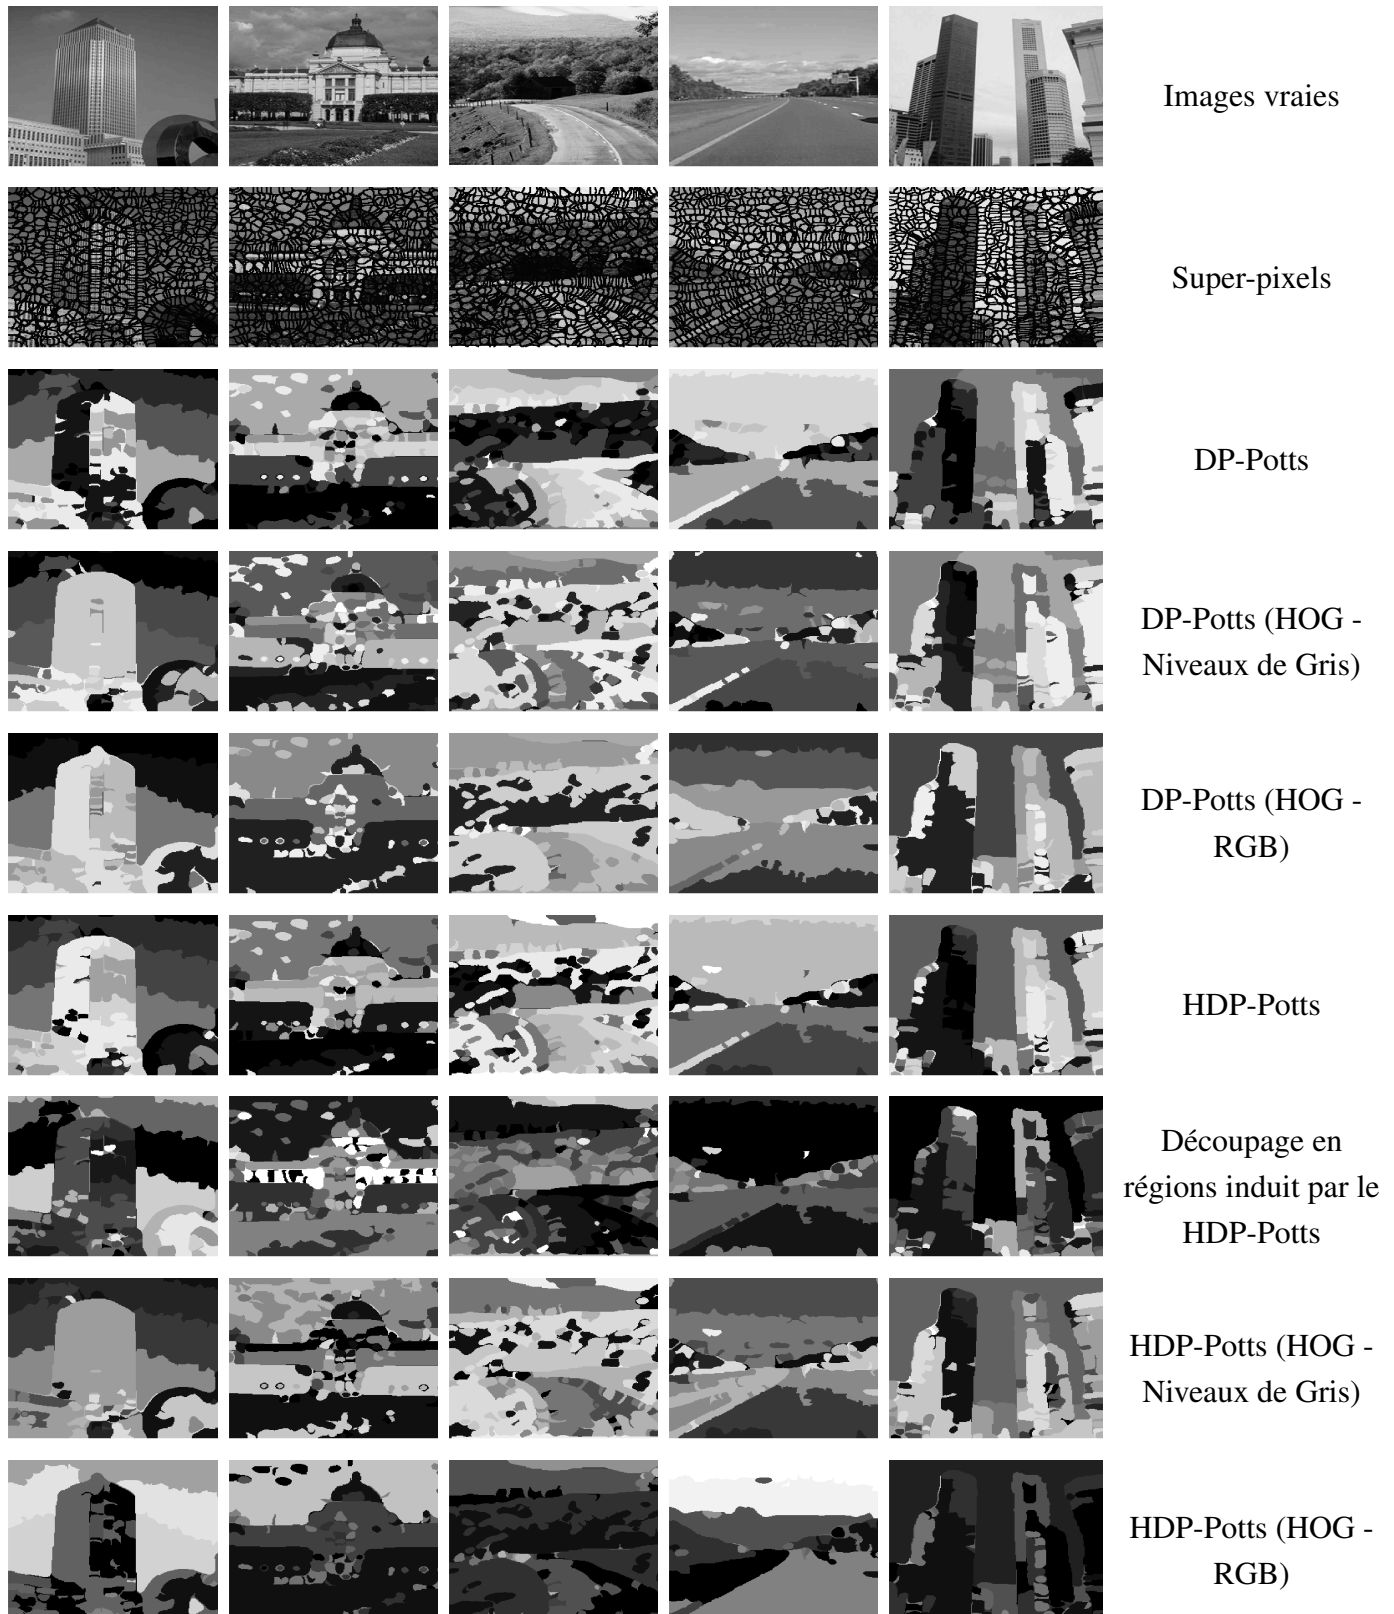 Images vraies
Super-pixels
DP-Potts
DP-Potts (HOG -
Niveaux de Gris)
DP-Potts (HOG -
RGB)
HDP-Potts
Découpage en
régions induit par le
HDP-Potts
HDP-Potts (HOG -
Niveaux de Gris)
HDP-Potts (HOG -
RGB)